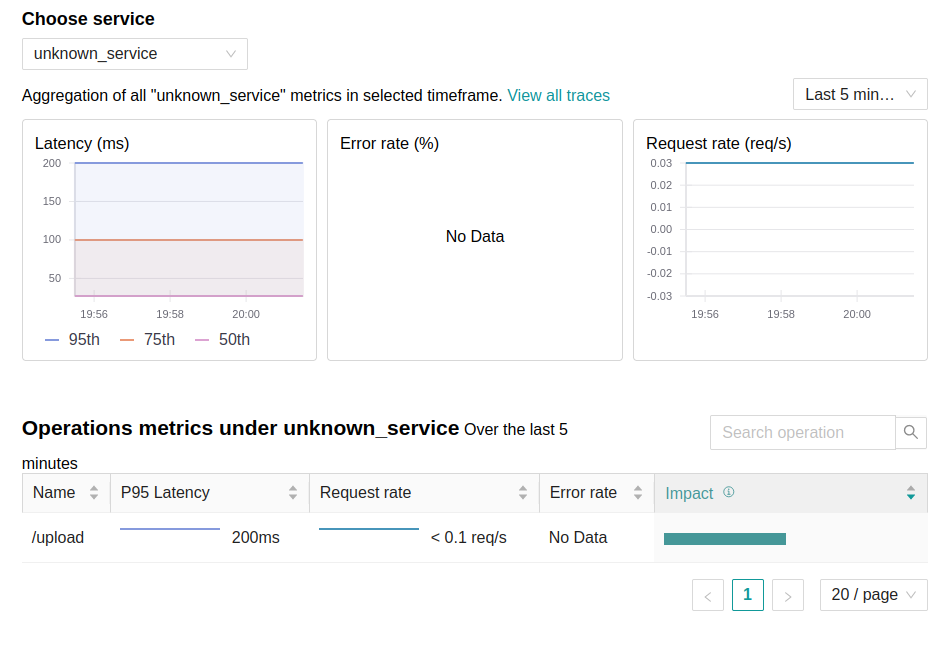 Choose service
unknown_service
Aggregation of all "unknown_service" metrics in selected timeframe. View all traces
Last 5 min…
Latency (ms)
200
150
100
50
19:56 19:58 20:00
95th 75th 50th
Error rate (%)
No Data
Request rate (req/s)
0.03
0.02
0.01
0.00
-0.01
-0.02
-0.03
19:56 19:58 20:00
Operations metrics under unknown_service Over the last 5
minutes
Search operation
Name P95 Latency Request rate Error rate Impact
/upload 200ms < 0.1 req/s No Data
< 1 > 20 / page